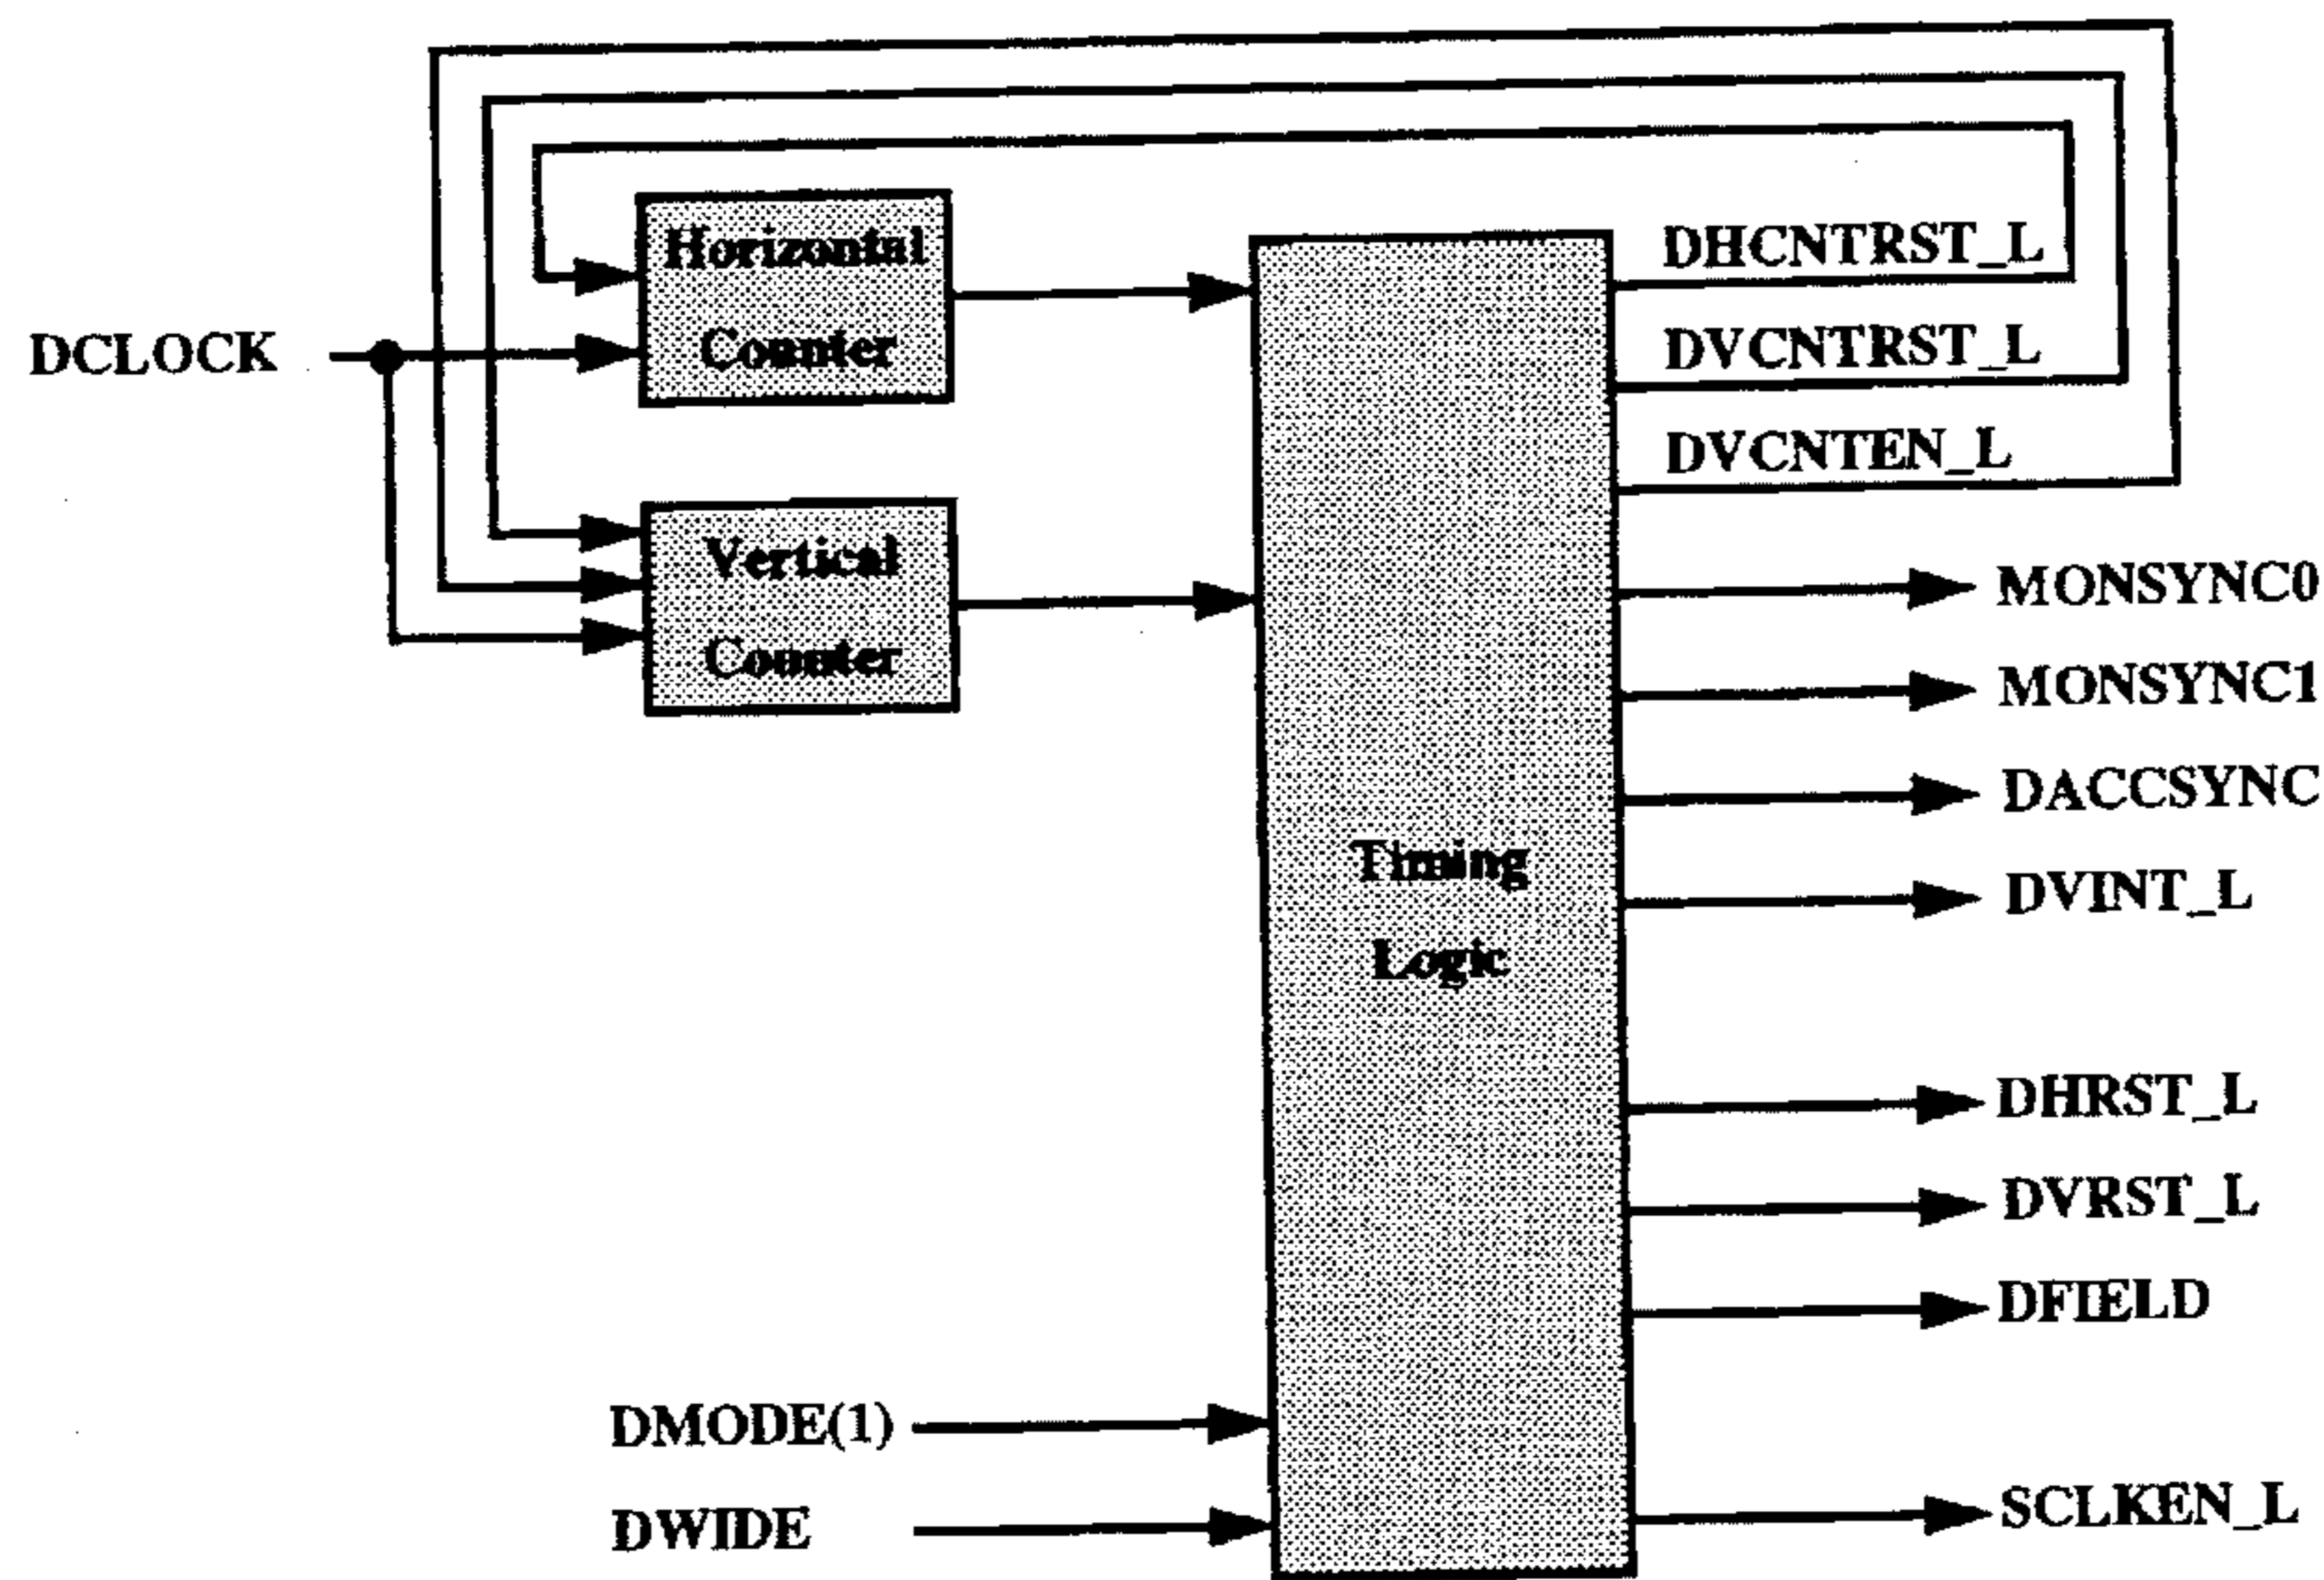 Horizontal
Counter
DCLOCK
Vertical
Counter
Timing
Logic
DHCNTRST_L
DVCNTRST_L
DVCNTEN_L
MONSYNC0
MONSYNC1
DACCSYNC
DVINT_L
DHRST_L
DVRST_L
DFIELD
DMODE(1)
DWIDE
SCLKEN_L